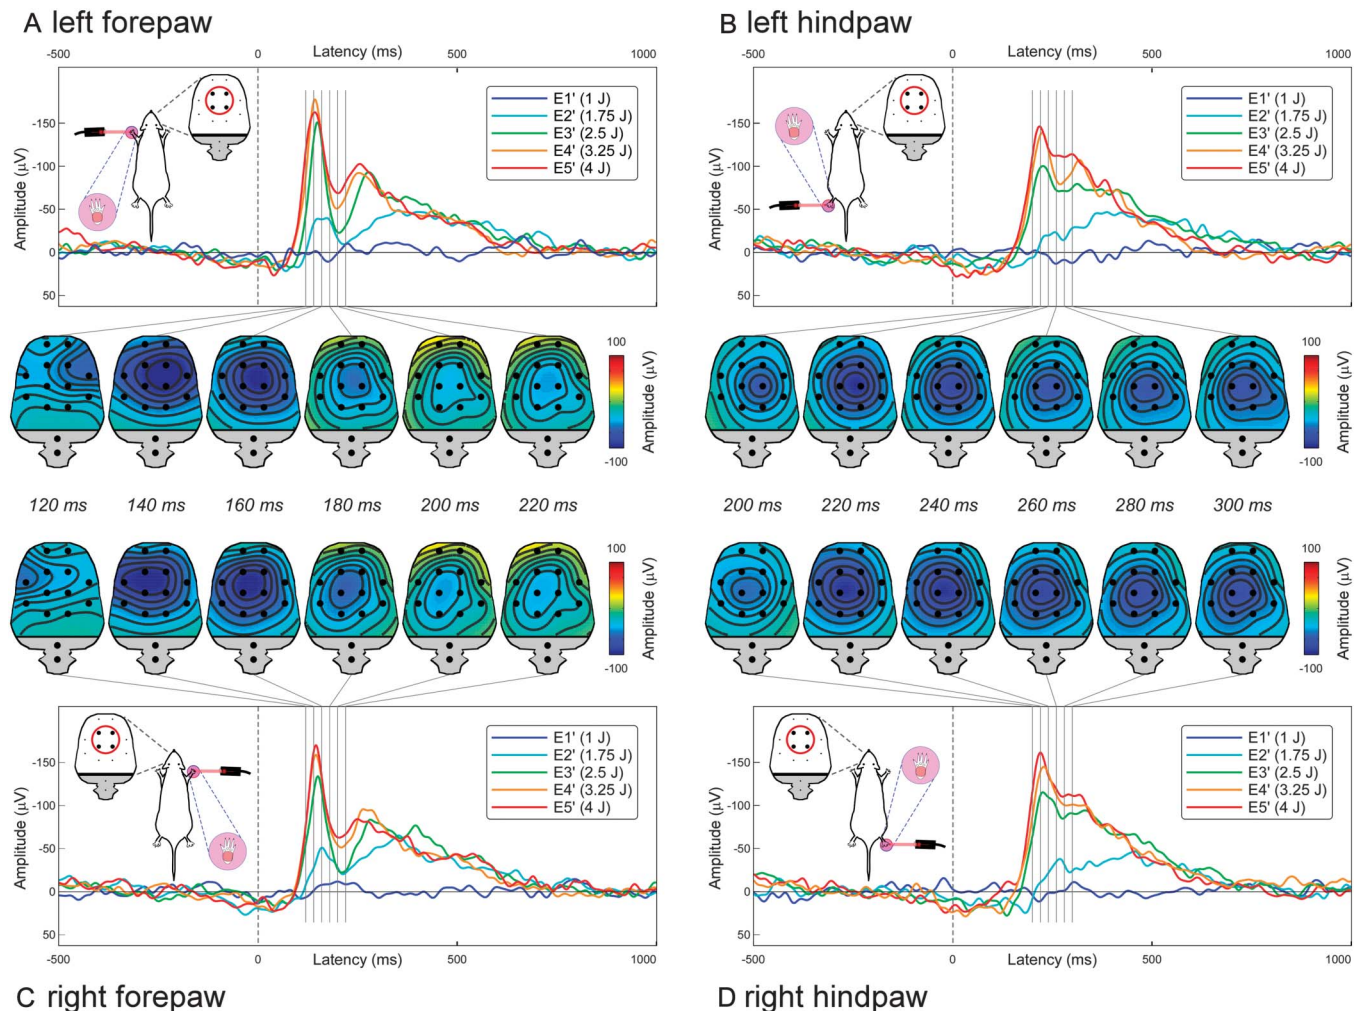 A left forepaw
B left hindpaw
-500 0 Latency (ms) 500 1000
-500 0 Latency (ms) 500 1000
Amplitude (µV)
-150
-100
-50
0
50
E1' (1 J)
E2' (1.75 J)
E3' (2.5 J)
E4' (3.25 J)
E5' (4 J)
Amplitude (µV)
-150
-100
-50
0
50
E1' (1 J)
E2' (1.75 J)
E3' (2.5 J)
E4' (3.25 J)
E5' (4 J)
100
-100
Amplitude (µV)
100
-100
Amplitude (µV)
120 ms 140 ms 160 ms 180 ms 200 ms 220 ms
200 ms 220 ms 240 ms 260 ms 280 ms 300 ms
100
-100
Amplitude (µV)
100
-100
Amplitude (µV)
Amplitude (µV)
-150
-100
-50
0
50
E1' (1 J)
E2' (1.75 J)
E3' (2.5 J)
E4' (3.25 J)
E5' (4 J)
Amplitude (µV)
-150
-100
-50
0
50
E1' (1 J)
E2' (1.75 J)
E3' (2.5 J)
E4' (3.25 J)
E5' (4 J)
-500 0 Latency (ms) 500 1000
-500 0 Latency (ms) 500 1000
C right forepaw
D right hindpaw